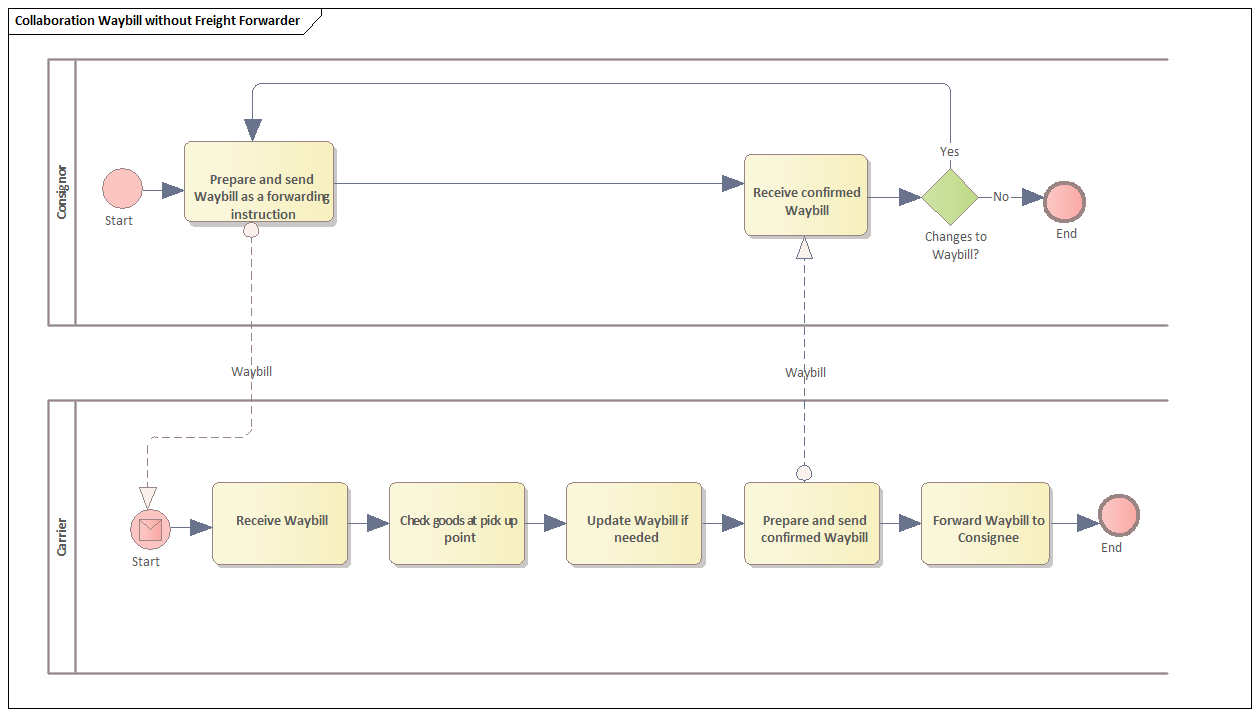 Collaboration Waybill without Freight Forwarder
Consignor
Start
Prepare and send
Waybill as a forwarding
instruction
Receive confirmed
Waybill
Yes
No
Changes to
Waybill?
End
Waybill
Waybill
Carrier
Start
Receive Waybill
Check goods at pick up
point
Update Waybill if
needed
Prepare and send
confirmed Waybill
Forward Waybill to
Consignee
End